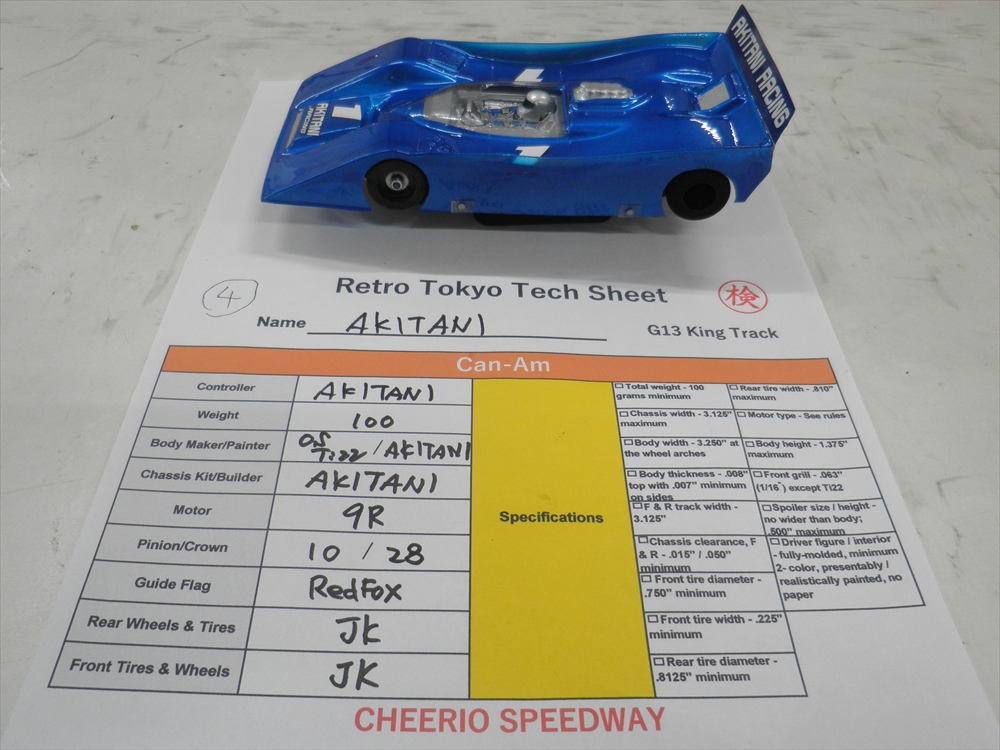 AKITANI RACING
AKITANI
1
Retro Tokyo Tech Sheet
4
検
Name AKITANI
G13 King Track
Can-Am
Controller AKITANI
Weight 100
Body Maker/Painter OS Ti22 / AKITANI
Chassis Kit/Builder AKITANI
Motor 9R
Pinion/Crown 10 / 28
Guide Flag RedFox
Rear Wheels & Tires JK
Front Tires & Wheels JK
Specifications
☐ Total weight - 100
grams minimum
☐ Chassis width - 3.125"
maximum
☐ Body width - 3.250" at
the wheel arches
☐ Body thickness - .008"
top with .007" minimum
on sides
☐ F & R track width -
3.125"
☐ Chassis clearance, F
& R - .015" / .050"
minimum
☐ Front tire diameter -
.750" minimum
☐ Front tire width - .225"
minimum
☐ Rear tire diameter -
.8125" minimum
☐ Rear tire width - .810"
maximum
☐ Motor type - See rules
☐ Body height - 1.375"
maximum
☐ Front grill - .063"
(1/16") except Ti22
☐ Spoiler size / height -
no wider than body;
.500" maximum
☐ Driver figure / interior
- fully-molded, minimum
2- color, presentably /
realistically painted, no
paper
CHEERIO SPEEDWAY